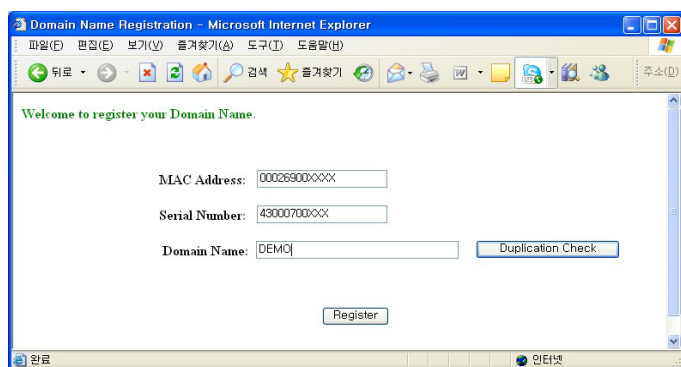 Domain Name Registration - Microsoft Internet Explorer
파일(F) 편집(E) 보기(V) 즐겨찾기(A) 도구(T) 도움말(H)
뒤로 검색 즐겨찾기 주소(D)
Welcome to register your Domain Name.
MAC Address: 00026900XXXX
Serial Number: 43000700XXX
Domain Name: DEMO Duplication Check
Register
완료 인터넷